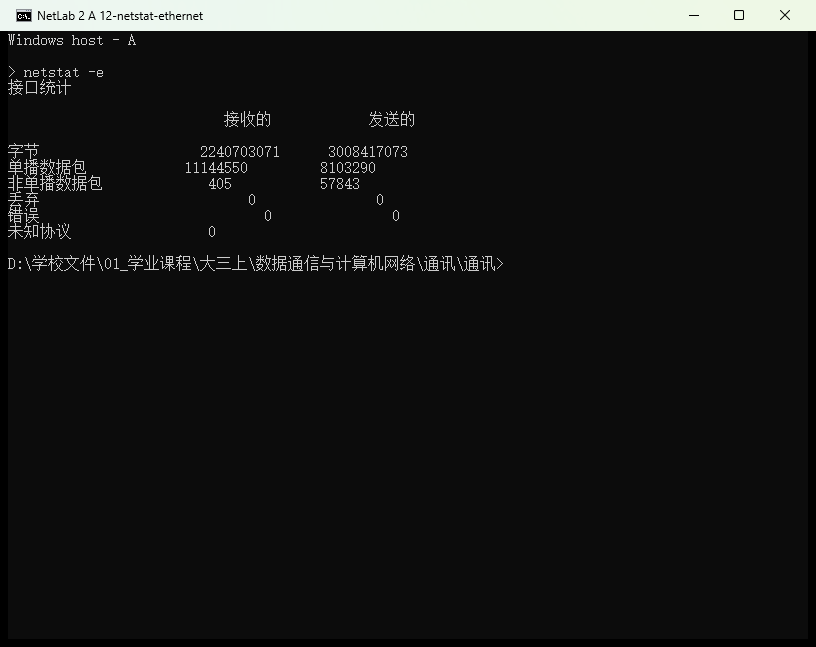 NetLab 2 A 12-netstat-ethernet
Windows host - A
> netstat -e
接口统计
接收的 发送的
字节 2240703071 3008417073
单播数据包 11144550 8103290
非单播数据包 405 57843
丢弃 0 0
错误 0 0
未知协议 0
D:\学校文件\01_学业课程\大三上\数据通信与计算机网络\通讯\通讯>